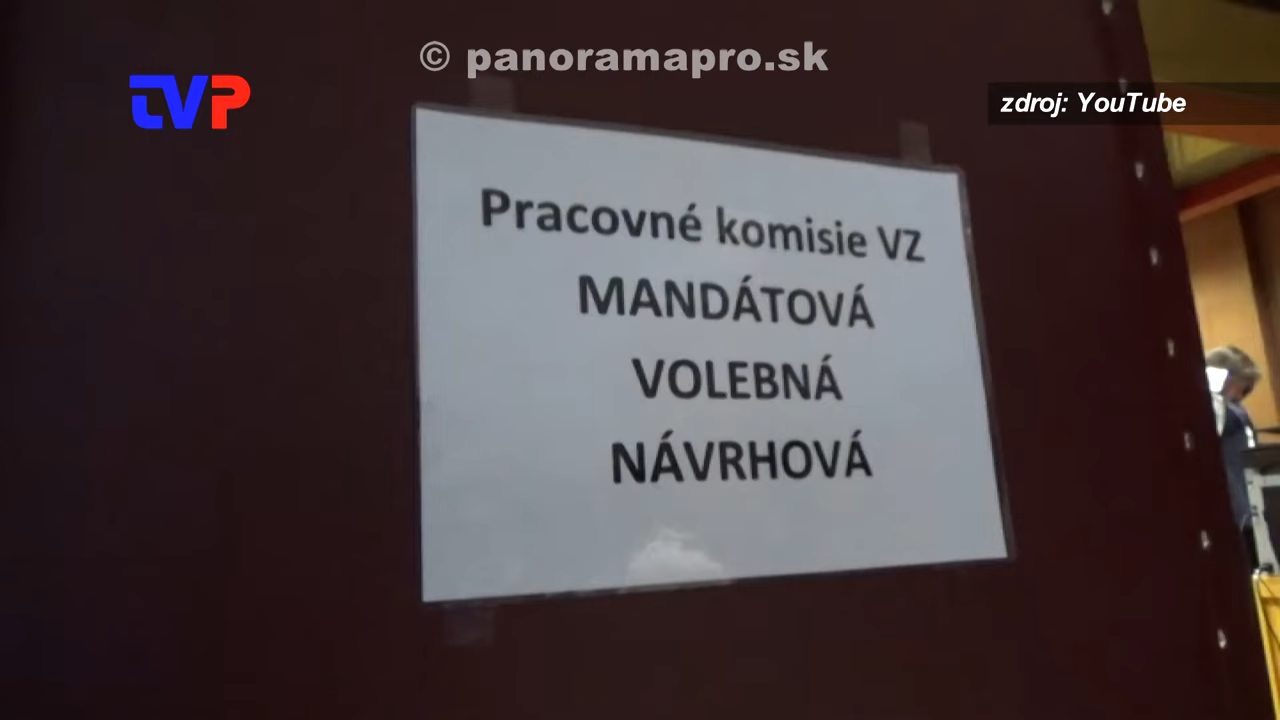 © panoramapro.sk
TVP
zdroj: YouTube
Pracovné komisie VZ
MANDÁTOVÁ
VOLEBNÁ
NÁVRHOVÁ